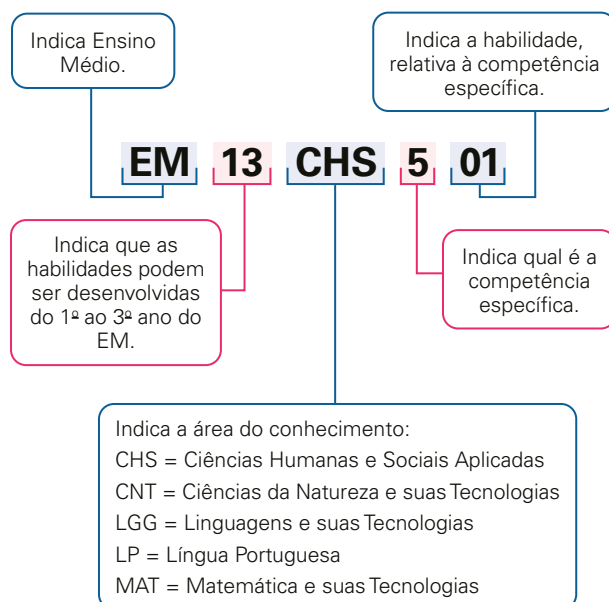 Indica Ensino
Médio.
Indica a habilidade,
relativa à competência
específica.
EM 13 CHS 5 01
Indica que as
habilidades podem
ser desenvolvidas
do 1º ao 3º ano do
EM.
Indica qual é a
competência
específica.
Indica a área do conhecimento:
CHS = Ciências Humanas e Sociais Aplicadas
CNT = Ciências da Natureza e suas Tecnologias
LGG = Linguagens e suas Tecnologias
LP = Língua Portuguesa
MAT = Matemática e suas Tecnologias